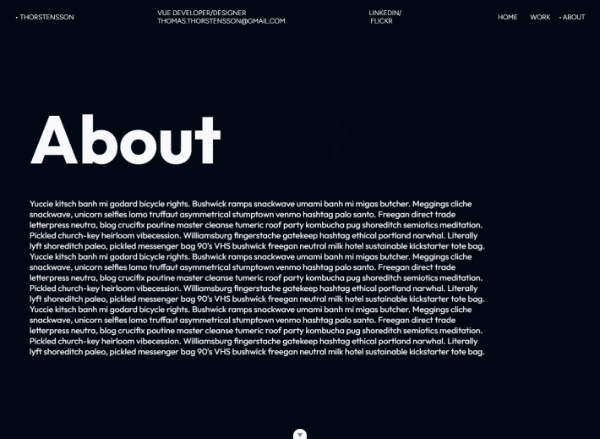 • THORSTENSSON
VUE DEVELOPER/DESIGNER
THOMAS.THORSTENSSON@GMAIL.COM
LINKEDIN/
FLICKR
HOME WORK • ABOUT
About
Yuccie kitsch banh mi godard bicycle rights. Bushwick ramps snackwave umami banh mi migas butcher. Meggings cliche
snackwave, unicorn selfies lomo truffaut asymmetrical stumptown venmo hashtag palo santo. Freegan direct trade
letterpress neutra, blog crucifix poutine master cleanse tumeric roof party kombucha pug shoreditch semiotics meditation.
Pickled church-key heirloom vibecession. Williamsburg fingerstache gatekeep hashtag ethical portland narwhal. Literally
lyft shoreditch paleo, pickled messenger bag 90's VHS bushwick freegan neutral milk hotel sustainable kickstarter tote bag.
Yuccie kitsch banh mi godard bicycle rights. Bushwick ramps snackwave umami banh mi migas butcher. Meggings cliche
snackwave, unicorn selfies lomo truffaut asymmetrical stumptown venmo hashtag palo santo. Freegan direct trade
letterpress neutra, blog crucifix poutine master cleanse tumeric roof party kombucha pug shoreditch semiotics meditation.
Pickled church-key heirloom vibecession. Williamsburg fingerstache gatekeep hashtag ethical portland narwhal. Literally
lyft shoreditch paleo, pickled messenger bag 90's VHS bushwick freegan neutral milk hotel sustainable kickstarter tote bag.
Yuccie kitsch banh mi godard bicycle rights. Bushwick ramps snackwave umami banh mi migas butcher. Meggings cliche
snackwave, unicorn selfies lomo truffaut asymmetrical stumptown venmo hashtag palo santo. Freegan direct trade
letterpress neutra, blog crucifix poutine master cleanse tumeric roof party kombucha pug shoreditch semiotics meditation.
Pickled church-key heirloom vibecession. Williamsburg fingerstache gatekeep hashtag ethical portland narwhal. Literally
lyft shoreditch paleo, pickled messenger bag 90's VHS bushwick freegan neutral milk hotel sustainable kickstarter tote bag.